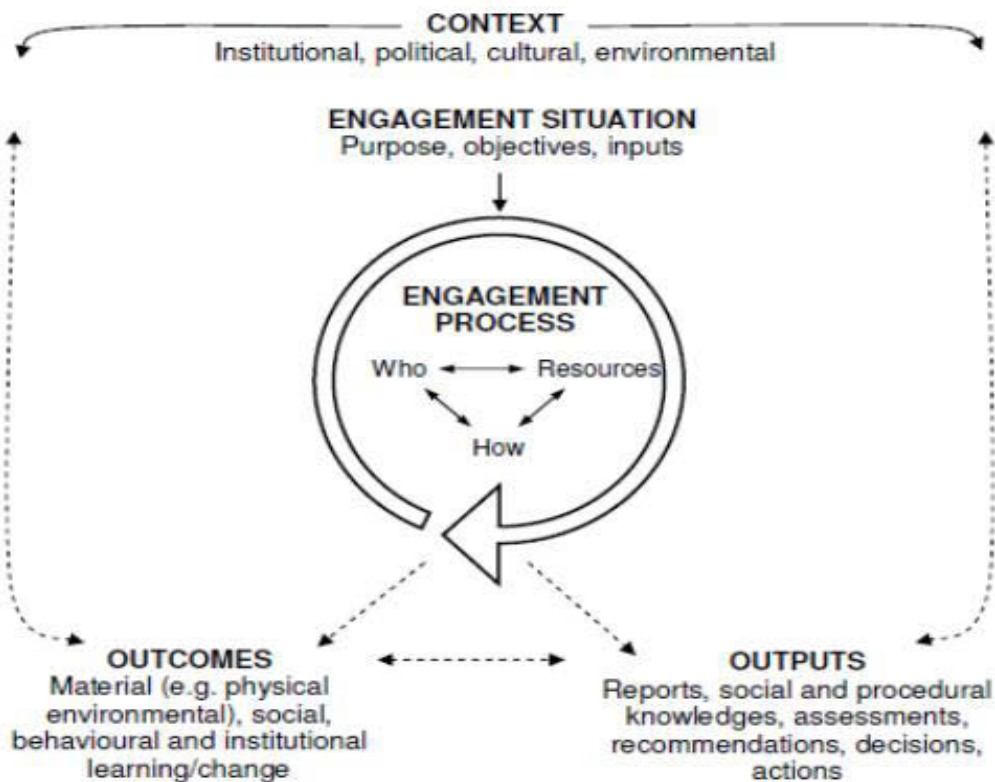 CONTEXT
Institutional, political, cultural, environmental
ENGAGEMENT SITUATION
Purpose, objectives, inputs
ENGAGEMENT
PROCESS
Who
Resources
How
OUTCOMES
Material (e.g. physical
environmental), social,
behavioural and institutional
learning/change
OUTPUTS
Reports, social and procedural
knowledges, assessments,
recommendations, decisions,
actions